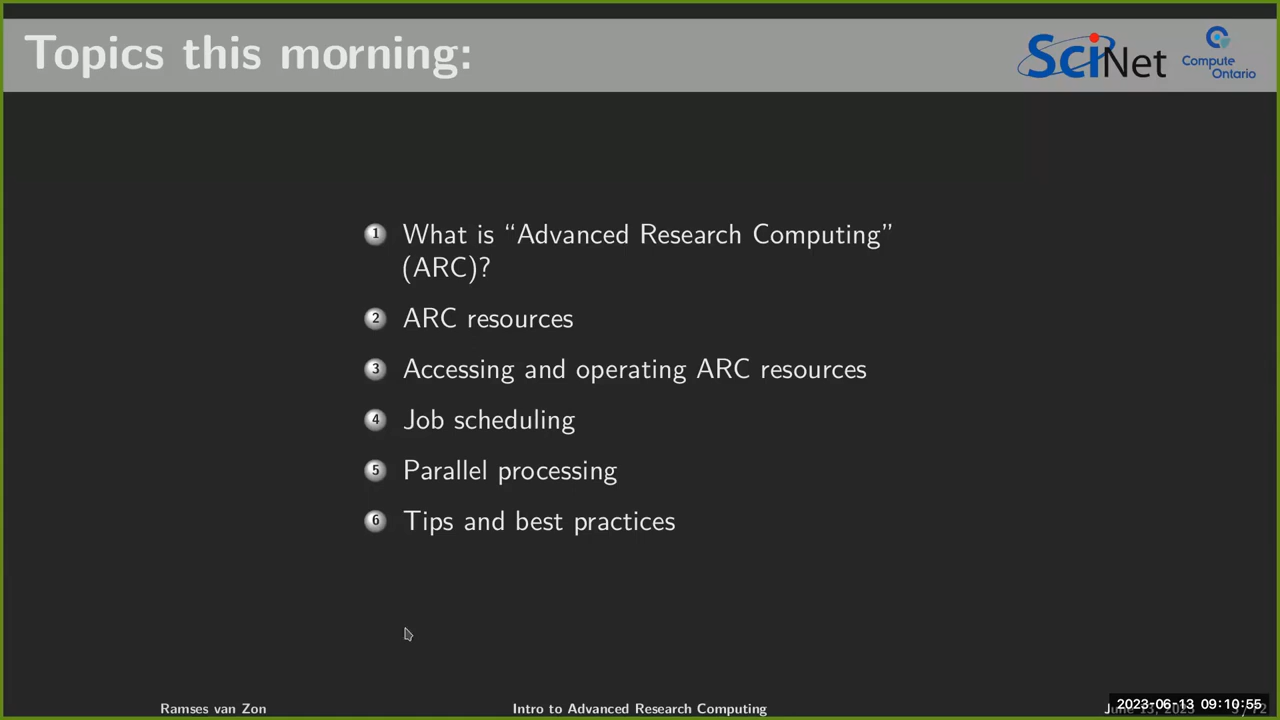 Topics this morning:
SciNet
Compute
Ontario
1 What is “Advanced Research Computing”
(ARC)?
2 ARC resources
3 Accessing and operating ARC resources
4 Job scheduling
5 Parallel processing
6 Tips and best practices
Ramses van Zon
Intro to Advanced Research Computing
2023-06-13 09:10:55